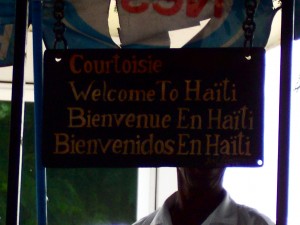 Courtoisie
Welcome To Haïti
Bienvenue En Haïti
Bienvenidos En Haïti